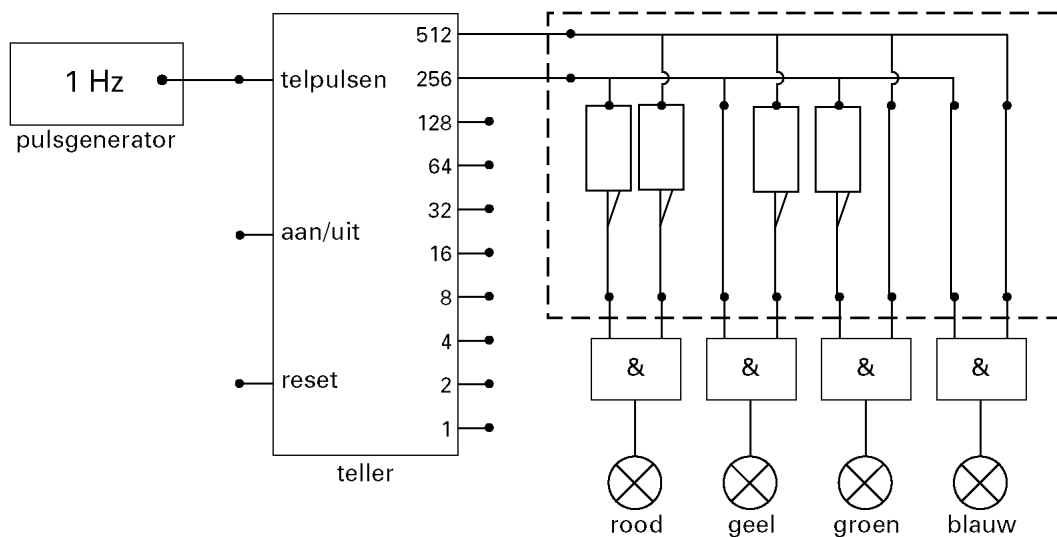 1 Hz
pulsgenerator
telpulsen
aan/uit
reset
512
256
128
64
32
16
8
4
2
1
teller
& & & &
rood geel groen blauw